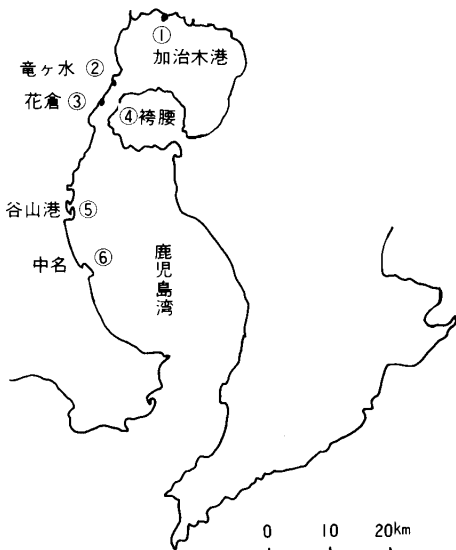 ①
加治木港
竜ヶ水 ②
花倉 ③
④袴腰
谷山港 ⑤
中名 ⑥
鹿児島湾
0 10 20km